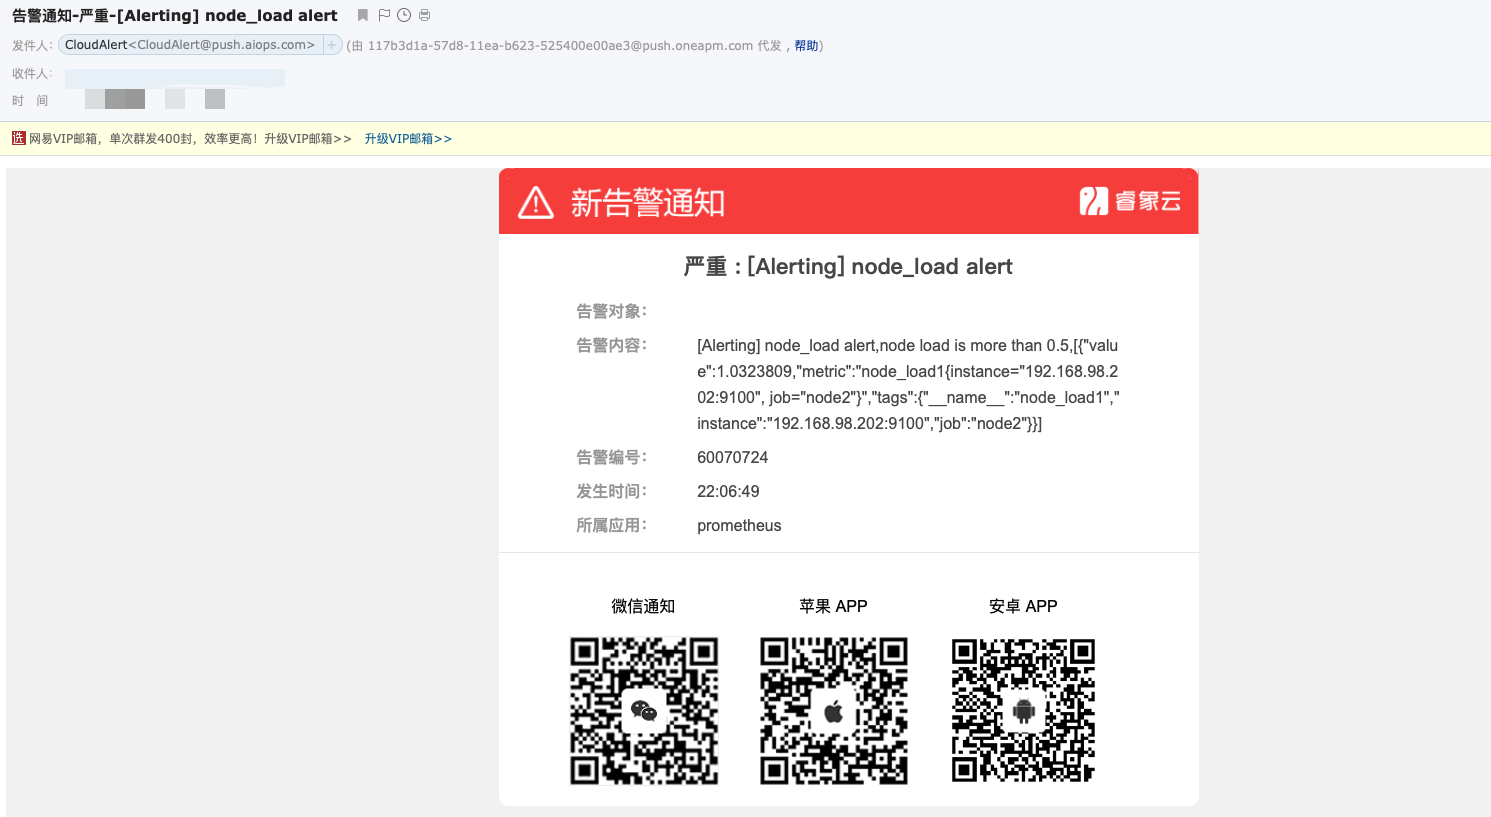 告警通知-严重-[Alerting] node_load alert
发件人： CloudAlert<CloudAlert@push.aiops.com> + (由 117b3d1a-57d8-11ea-b623-525400e00ae3@push.oneapm.com 代发，帮助)
收件人：
时 间
选 网易VIP邮箱，单次群发400封，效率更高！升级VIP邮箱>> 升级VIP邮箱>>
新告警通知 睿象云
严重：[Alerting] node_load alert
告警对象：
告警内容： [Alerting] node_load alert,node load is more than 0.5,[{"valu
e":1.0323809,"metric":"node_load1{instance="192.168.98.2
02:9100", job="node2"}","tags":{"__name__":"node_load1","
instance":"192.168.98.202:9100","job":"node2"}}]
告警编号： 60070724
发生时间： 22:06:49
所属应用： prometheus
微信通知 苹果 APP 安卓 APP